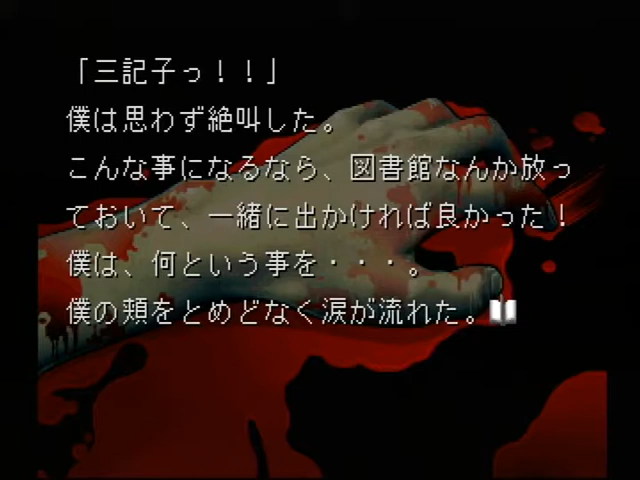 「三記子っ！！」
僕は思わず絶叫した。
こんな事になるなら、図書館なんか放っ
ておいて、一緒に出かければ良かった！
僕は、何という事を・・・。
僕の頬をとめどなく涙が流れた。